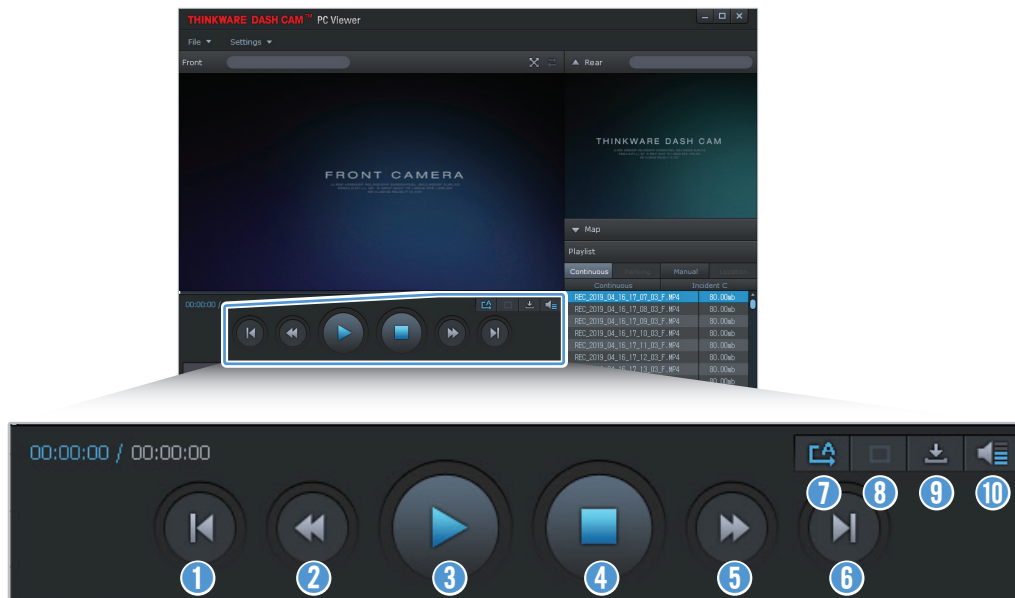 THINKWARE DASH CAM™ PC Viewer
File Settings
Front
Rear
FRONT CAMERA
THINKWARE DASH CAM
Map
Playlist
Continuous Manual
Continuous Incident C
REC_2019_04_16_17_07_03_F.MP4 80.00mb
REC_2019_04_16_17_08_03_F.MP4 80.00mb
REC_2019_04_16_17_09_03_F.MP4 80.00mb
REC_2019_04_16_17_10_03_F.MP4 80.00mb
REC_2019_04_16_17_11_03_F.MP4 80.00mb
REC_2019_04_16_17_12_03_F.MP4 80.00mb
80.00mb
80.00mb
00:00:00 /
00:00:00 / 00:00:00
A
7 8 9 10
1 2 3 4 5 6